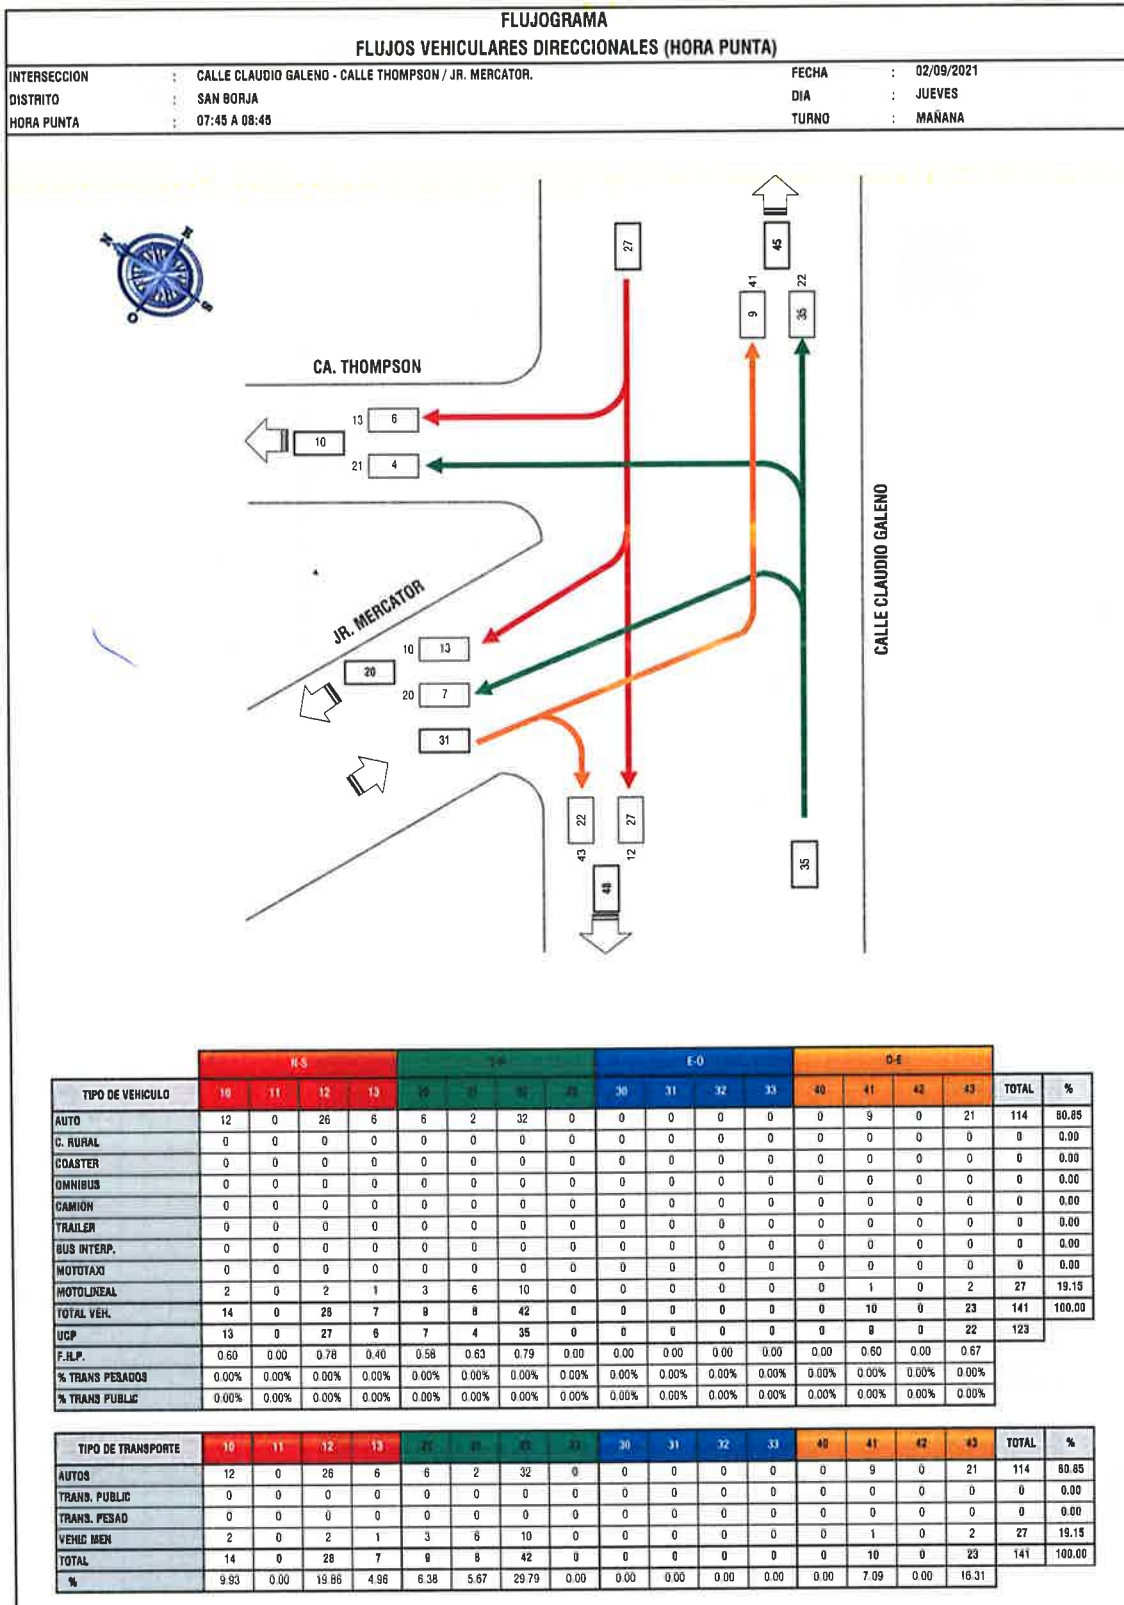 FLUJOGRAMA
FLUJOS VEHICULARES DIRECCIONALES (HORA PUNTA)
INTERSECCION : CALLE CLAUDIO GALENO - CALLE THOMPSON / JR. MERCATOR. FECHA : 02/09/2021
DISTRITO : SAN BORJA DIA : JUEVES
HORA PUNTA : 07:45 A 08:45 TURNO : MAÑANA
N
S
O
27
45
41 22
9 35
CA. THOMPSON
13 6
10
21 4
CALLE CLAUDIO GALENO
JR. MERCATOR
10 13
20
20 7
31
22 27
43 12
48
35
N-S E-O O-E
TIPO DE VEHICULO 10 11 12 13 30 31 32 33 40 41 42 43 TOTAL %
AUTO 12 0 26 6 6 2 32 0 0 0 0 0 0 9 0 21 114 80.85
C. RURAL 0 0 0 0 0 0 0 0 0 0 0 0 0 0 0 0 0 0.00
COASTER 0 0 0 0 0 0 0 0 0 0 0 0 0 0 0 0 0 0.00
OMNIBUS 0 0 0 0 0 0 0 0 0 0 0 0 0 0 0 0 0 0.00
CAMIÓN 0 0 0 0 0 0 0 0 0 0 0 0 0 0 0 0 0 0.00
TRAILER 0 0 0 0 0 0 0 0 0 0 0 0 0 0 0 0 0 0.00
BUS INTERP. 0 0 0 0 0 0 0 0 0 0 0 0 0 0 0 0 0 0.00
MOTOTAXI 0 0 0 0 0 0 0 0 0 0 0 0 0 0 0 0 0 0.00
MOTOLINEAL 2 0 2 1 3 6 10 0 0 0 0 0 0 1 0 2 27 19.15
TOTAL VEH. 14 0 28 7 9 8 42 0 0 0 0 0 0 10 0 23 141 100.00
UCP 13 0 27 6 7 4 35 0 0 0 0 0 0 9 0 22 123
F.H.P. 0.60 0.00 0.78 0.40 0.58 0.63 0.79 0.00 0.00 0.00 0.00 0.00 0.00 0.60 0.00 0.67
% TRANS PESADOS 0.00% 0.00% 0.00% 0.00% 0.00% 0.00% 0.00% 0.00% 0.00% 0.00% 0.00% 0.00% 0.00% 0.00% 0.00% 0.00%
% TRANS PUBLIC 0.00% 0.00% 0.00% 0.00% 0.00% 0.00% 0.00% 0.00% 0.00% 0.00% 0.00% 0.00% 0.00% 0.00% 0.00% 0.00%
TIPO DE TRANSPORTE 10 11 12 13 30 31 32 33 40 41 42 43 TOTAL %
AUTOS 12 0 26 6 6 2 32 0 0 0 0 0 0 9 0 21 114 80.85
TRANS. PUBLIC 0 0 0 0 0 0 0 0 0 0 0 0 0 0 0 0 0 0.00
TRANS. PESAD 0 0 0 0 0 0 0 0 0 0 0 0 0 0 0 0 0 0.00
VEHIC MEN 2 0 2 1 3 6 10 0 0 0 0 0 0 1 0 2 27 19.15
TOTAL 14 0 28 7 9 8 42 0 0 0 0 0 0 10 0 23 141 100.00
% 9.93 0.00 19.86 4.96 6.38 5.67 29.79 0.00 0.00 0.00 0.00 0.00 0.00 7.09 0.00 16.31